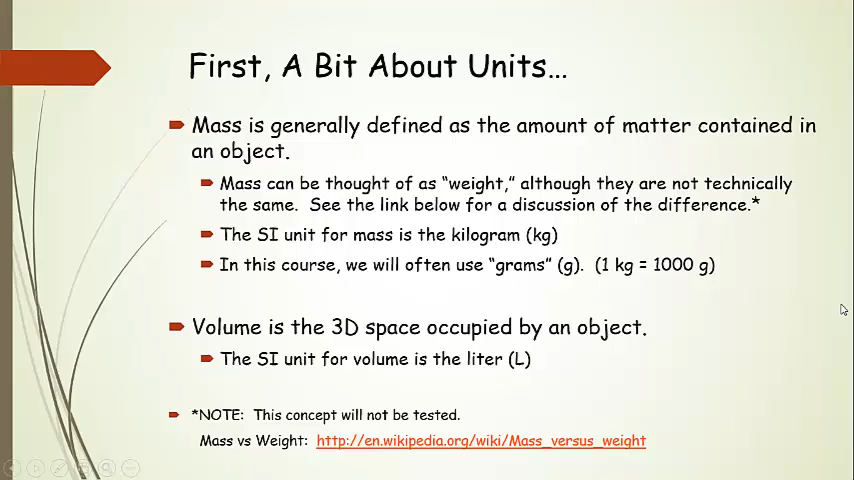 First, A Bit About Units…
Mass is generally defined as the amount of matter contained in
an object.
Mass can be thought of as “weight,” although they are not technically
the same. See the link below for a discussion of the difference.*
The SI unit for mass is the kilogram (kg)
In this course, we will often use “grams” (g). (1 kg = 1000 g)
Volume is the 3D space occupied by an object.
The SI unit for volume is the liter (L)
*NOTE: This concept will not be tested.
Mass vs Weight: http://en.wikipedia.org/wiki/Mass_versus_weight